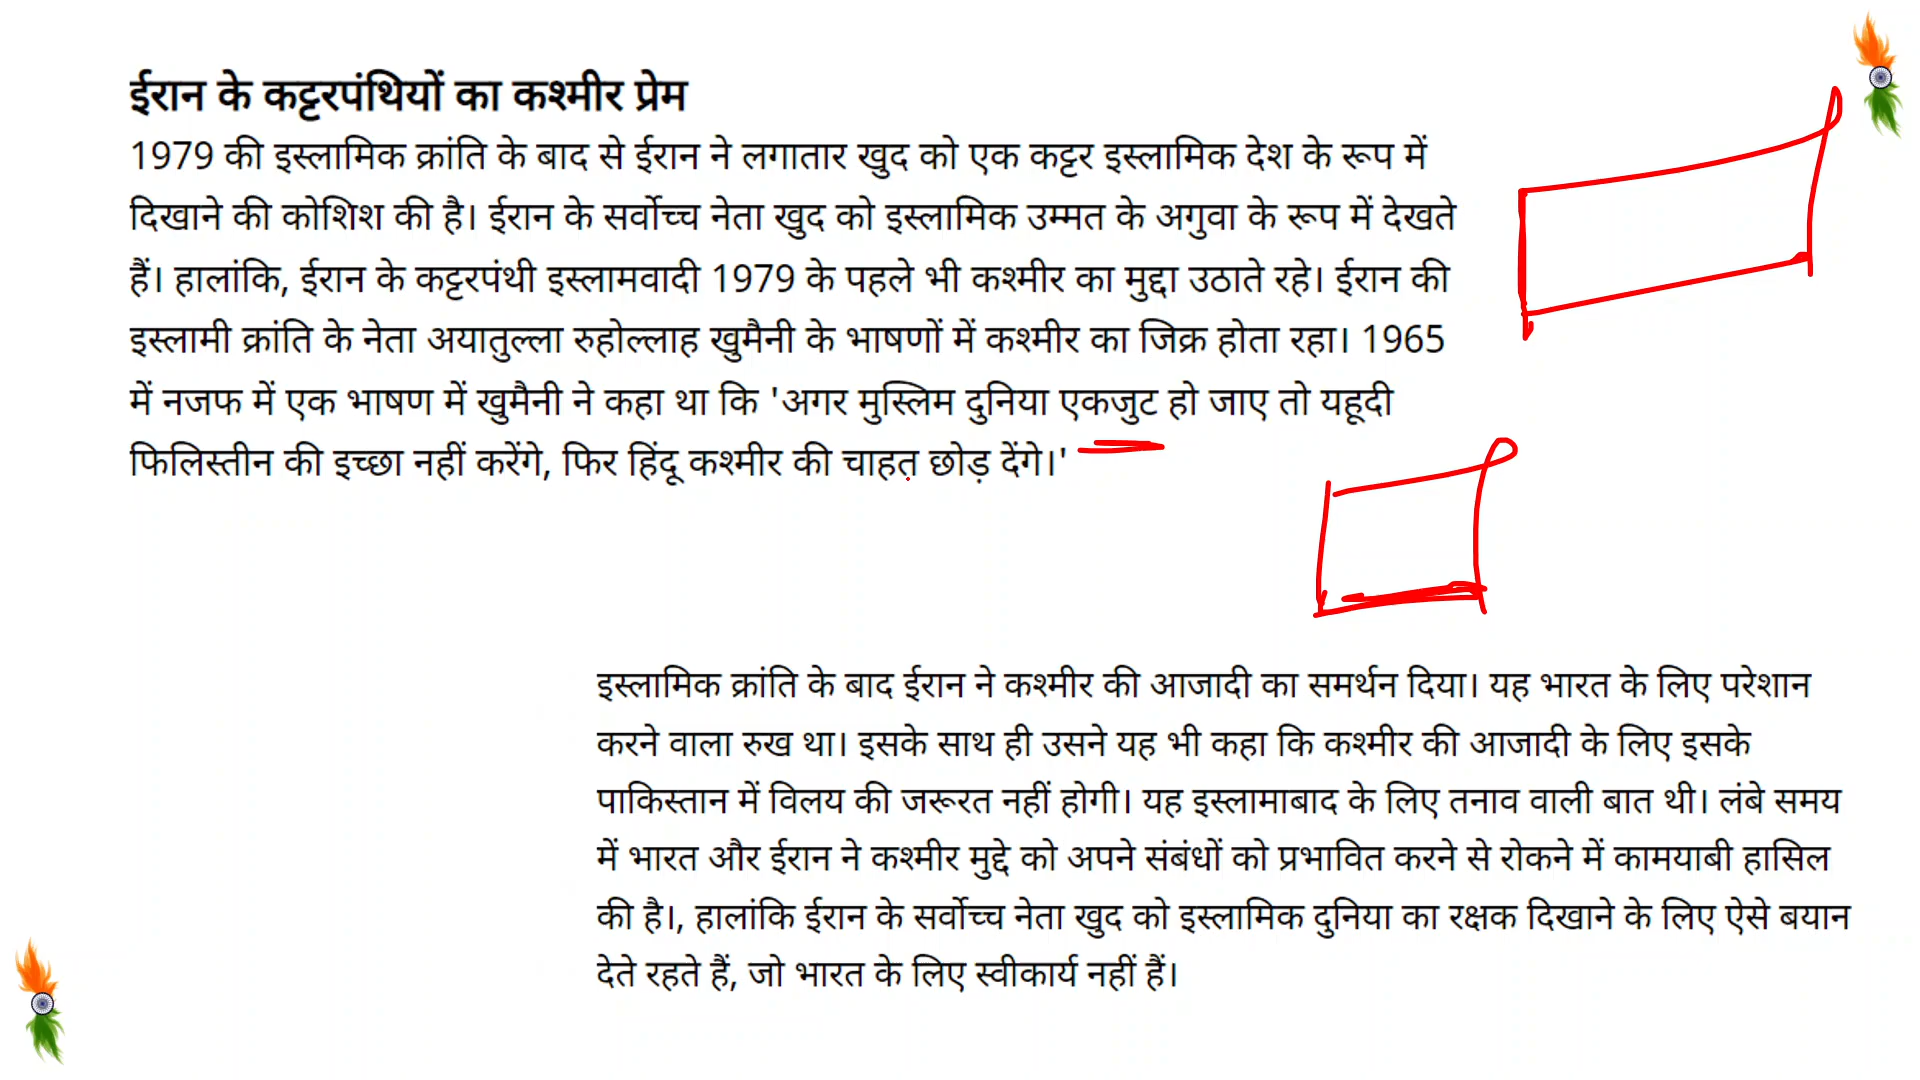 ईरान के कट्टरपंथियों का कश्मीर प्रेम
1979 की इस्लामिक क्रांति के बाद से ईरान ने लगातार खुद को एक कट्टर इस्लामिक देश के रूप में
दिखाने की कोशिश की है। ईरान के सर्वोच्च नेता खुद को इस्लामिक उम्मत के अगुवा के रूप में देखते
हैं। हालांकि, ईरान के कट्टरपंथी इस्लामवादी 1979 के पहले भी कश्मीर का मुद्दा उठाते रहे। ईरान की
इस्लामी क्रांति के नेता अयातुल्ला रुहोल्लाह खुमैनी के भाषणों में कश्मीर का जिक्र होता रहा। 1965
में नजफ में एक भाषण में खुमैनी ने कहा था कि 'अगर मुस्लिम दुनिया एकजुट हो जाए तो यहूदी
फिलिस्तीन की इच्छा नहीं करेंगे, फिर हिंदू कश्मीर की चाहत छोड़ देंगे।'
इस्लामिक क्रांति के बाद ईरान ने कश्मीर की आजादी का समर्थन दिया। यह भारत के लिए परेशान
करने वाला रुख था। इसके साथ ही उसने यह भी कहा कि कश्मीर की आजादी के लिए इसके
पाकिस्तान में विलय की जरूरत नहीं होगी। यह इस्लामाबाद के लिए तनाव वाली बात थी। लंबे समय
में भारत और ईरान ने कश्मीर मुद्दे को अपने संबंधों को प्रभावित करने से रोकने में कामयाबी हासिल
की है।, हालांकि ईरान के सर्वोच्च नेता खुद को इस्लामिक दुनिया का रक्षक दिखाने के लिए ऐसे बयान
देते रहते हैं, जो भारत के लिए स्वीकार्य नहीं हैं।